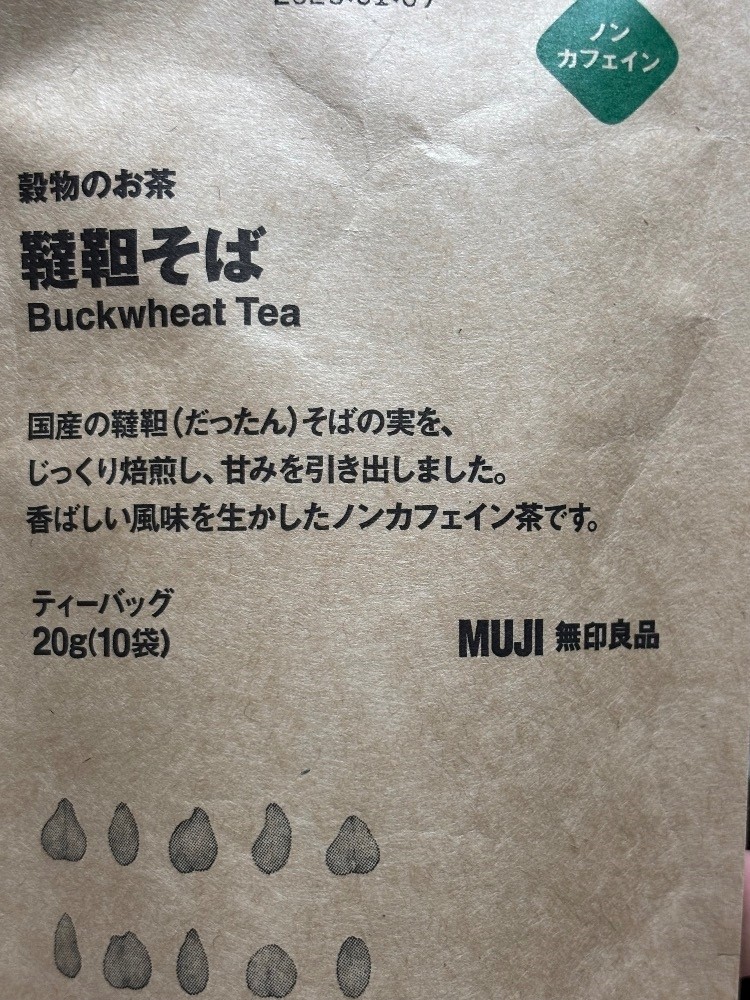 ノン
カフェイン
穀物のお茶
韃靼そば
Buckwheat Tea
国産の韃靼(だったん)そばの実を、
じっくり焙煎し、甘みを引き出しました。
香ばしい風味を生かしたノンカフェイン茶です。
ティーバッグ
20g(10袋)
MUJI 無印良品